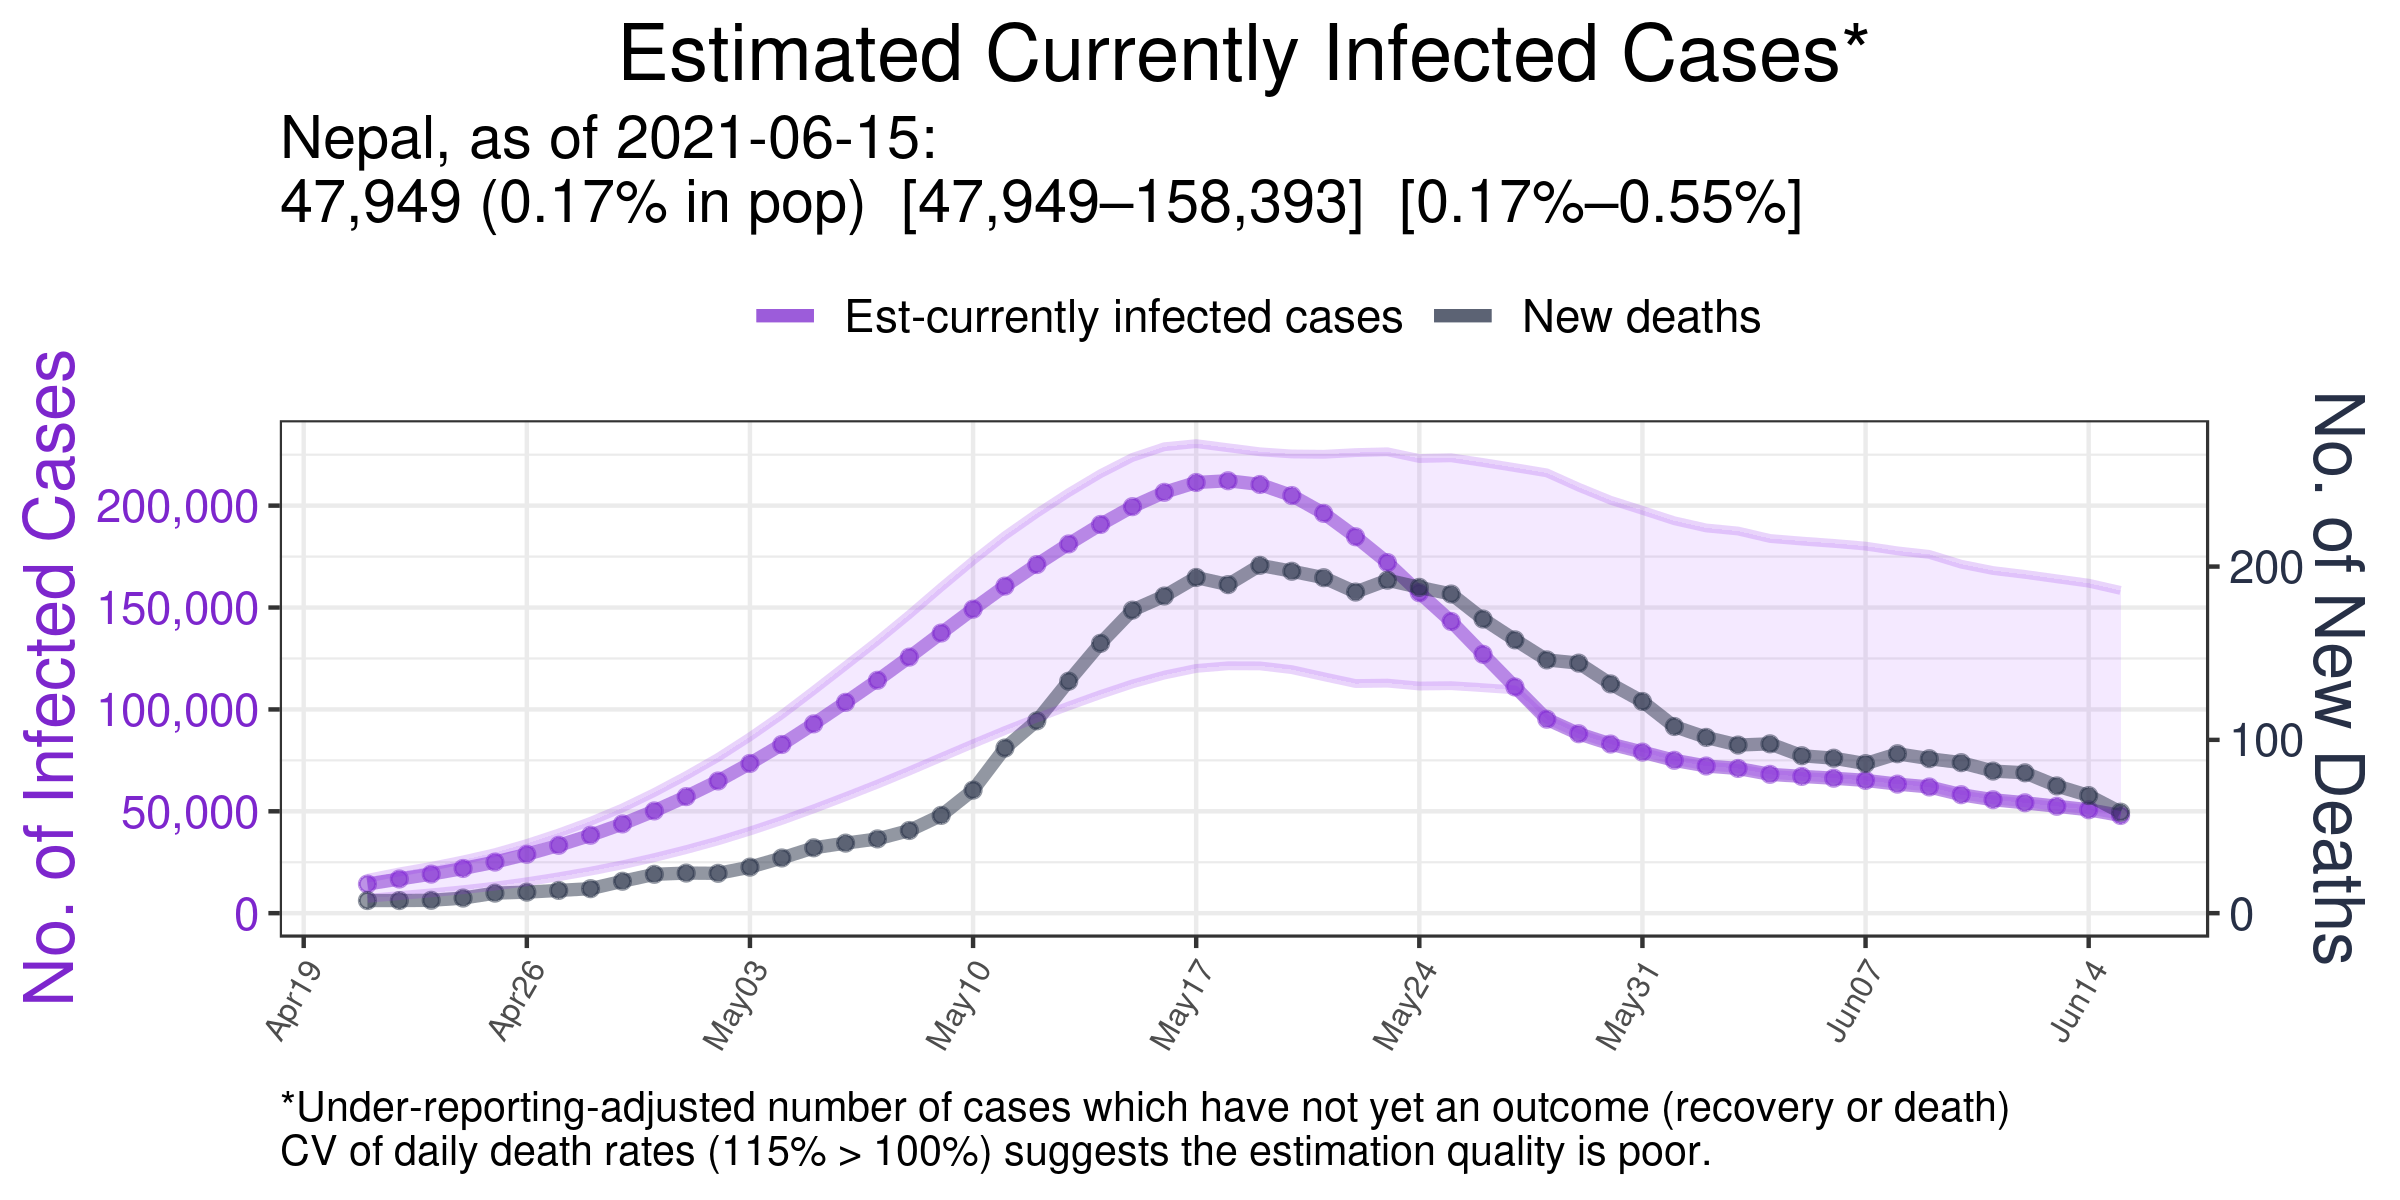 Estimated Currently Infected Cases*
Nepal, as of 2021-06-15:
47,949 (0.17% in pop)  [47,949–158,393]  [0.17%–0.55%]
Est-currently infected cases
New deaths
No. of Infected Cases
200,000
150,000
100,000
50,000
0
No. of New Deaths
200
100
0
Apr19
Apr26
May03
May10
May17
May24
May31
Jun07
Jun14
*Under-reporting-adjusted number of cases which have not yet an outcome (recovery or death)
CV of daily death rates (115% > 100%) suggests the estimation quality is poor.